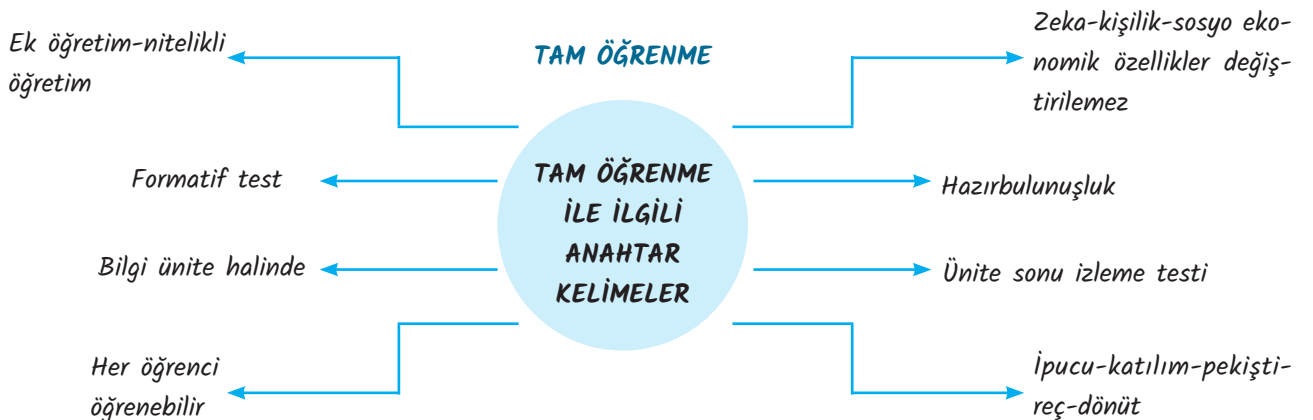 TAM ÖĞRENME
Ek öğretim-nitelikli
öğretim
Formatif test
Bilgi ünite halinde
Her öğrenci
öğrenebilir
TAM ÖĞRENME
İLE İLGİLİ
ANAHTAR
KELİMELER
Zeka-kişilik-sosyo eko-
nomik özellikler değiş-
tirilemez
Hazırbulunuşluk
Ünite sonu izleme testi
İpucu-katılım-pekişti-
reç-dönüt